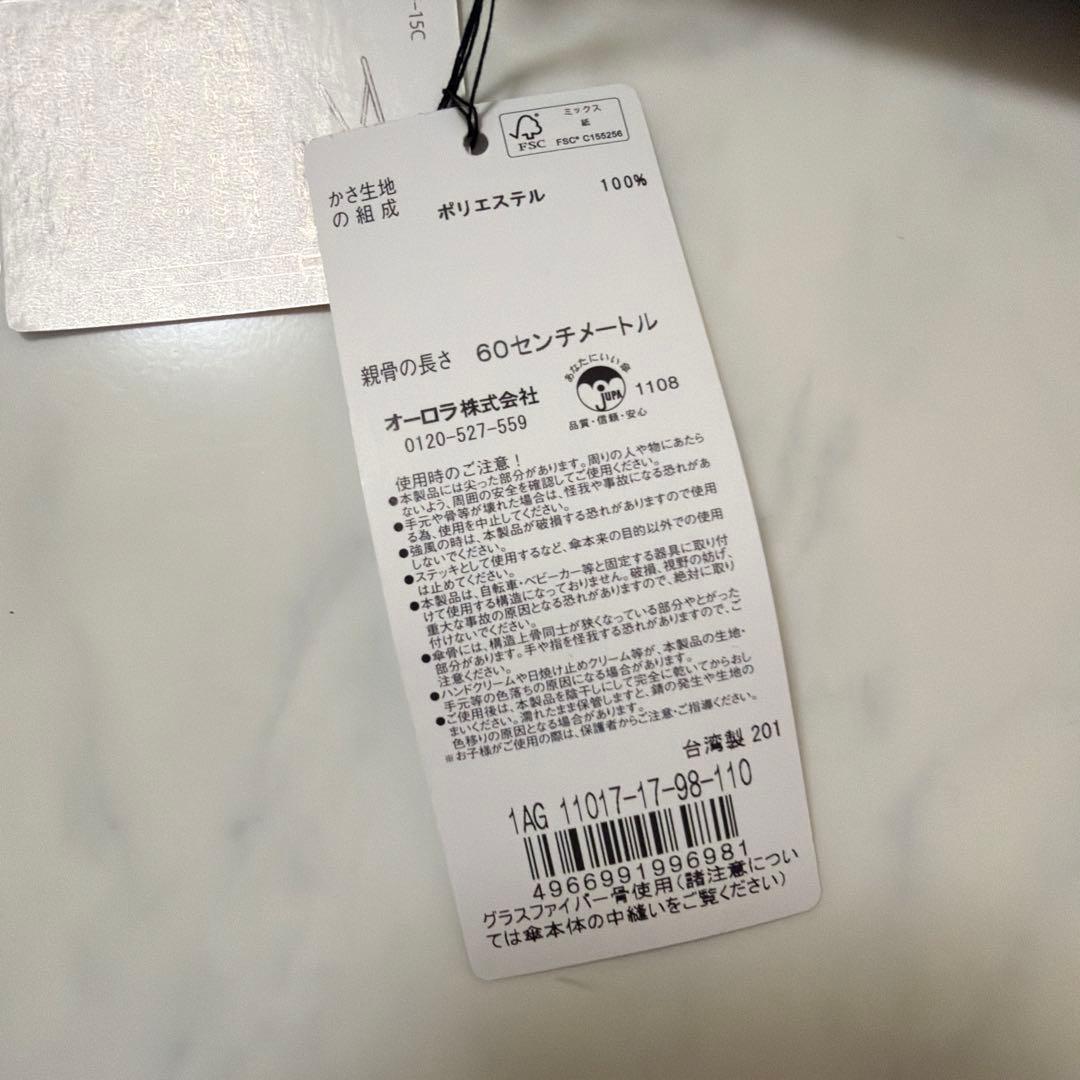 -15C
ミックス
紙
FSC
FSC® C155256
かさ生地
の組成
ポリエステル 100%
親骨の長さ 60センチメートル
あなたにいい傘
JUPA
品質・信頼・安心
1108
オーロラ株式会社
0120-527-559
使用時のご注意！
●本製品には尖った部分があります。周りの人や物にあたら
ないよう、周囲の安全を確認してご使用ください。
●手元や骨等が壊れた場合は、怪我や事故になる恐れがあ
る為、使用を中止してください。
●強風の時は、本製品が破損する恐れがありますので使用
しないでください。
●ステッキとして使用するなど、傘本来の目的以外での使用
は止めてください。
●本製品は、自転車・ベビーカー等と固定する器具に取り付
けて使用する構造になっておりません。破損、視野の妨げ、
重大な事故の原因となる恐れがありますので、絶対に取り
付けないでください。
●傘骨には、構造上骨同士が狭くなっている部分やとがった
部分があります。手や指を怪我する恐れがありますので、ご
注意ください。
●ハンドクリームや日焼け止めクリーム等が、本製品の生地・
手元等の色落ちの原因になる場合があります。
●ご使用後は、本製品を陰干しにして完全に乾いてからおし
まいください。濡れたまま保管しますと、錆の発生や生地の
色移りの原因となる場合があります。
※お子様がご使用の際は、保護者からご注意・ご指導ください。
台湾製 201
1AG 11017-17-98-110
4966991996981
グラスファイバー骨使用(諸注意につい
ては傘本体の中縫いをご覧ください)